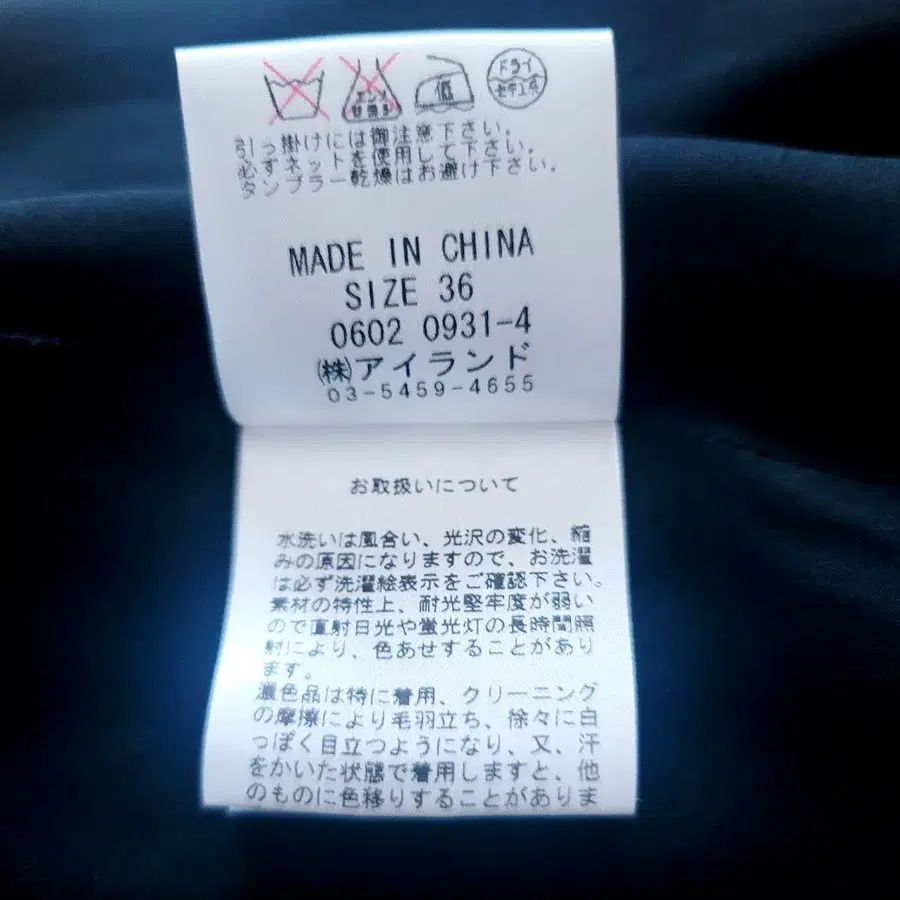 エンソ
低
ドライ
セキユ系
引っ掛けには御注意下さい。
必ずネットを使用して下さい。
タンブラー乾燥はお避け下さい。
MADE IN CHINA
SIZE 36
0602 0931-4
㈱アイランド
03-5459-4655
お取扱いについて
水洗いは風合い、光沢の変化、縮
みの原因になりますので、お洗濯
は必ず洗濯絵表示をご確認下さい。
素材の特性上、耐光堅牢度が弱い
ので直射日光や蛍光灯の長時間照
射により、色あせすることがあり
ます。
濃色品は特に着用、クリーニング
の摩擦により毛羽立ち、徐々に白
っぽく目立つようになり、又、汗
をかいた状態で着用しますと、他
のものに色移りすることがありま